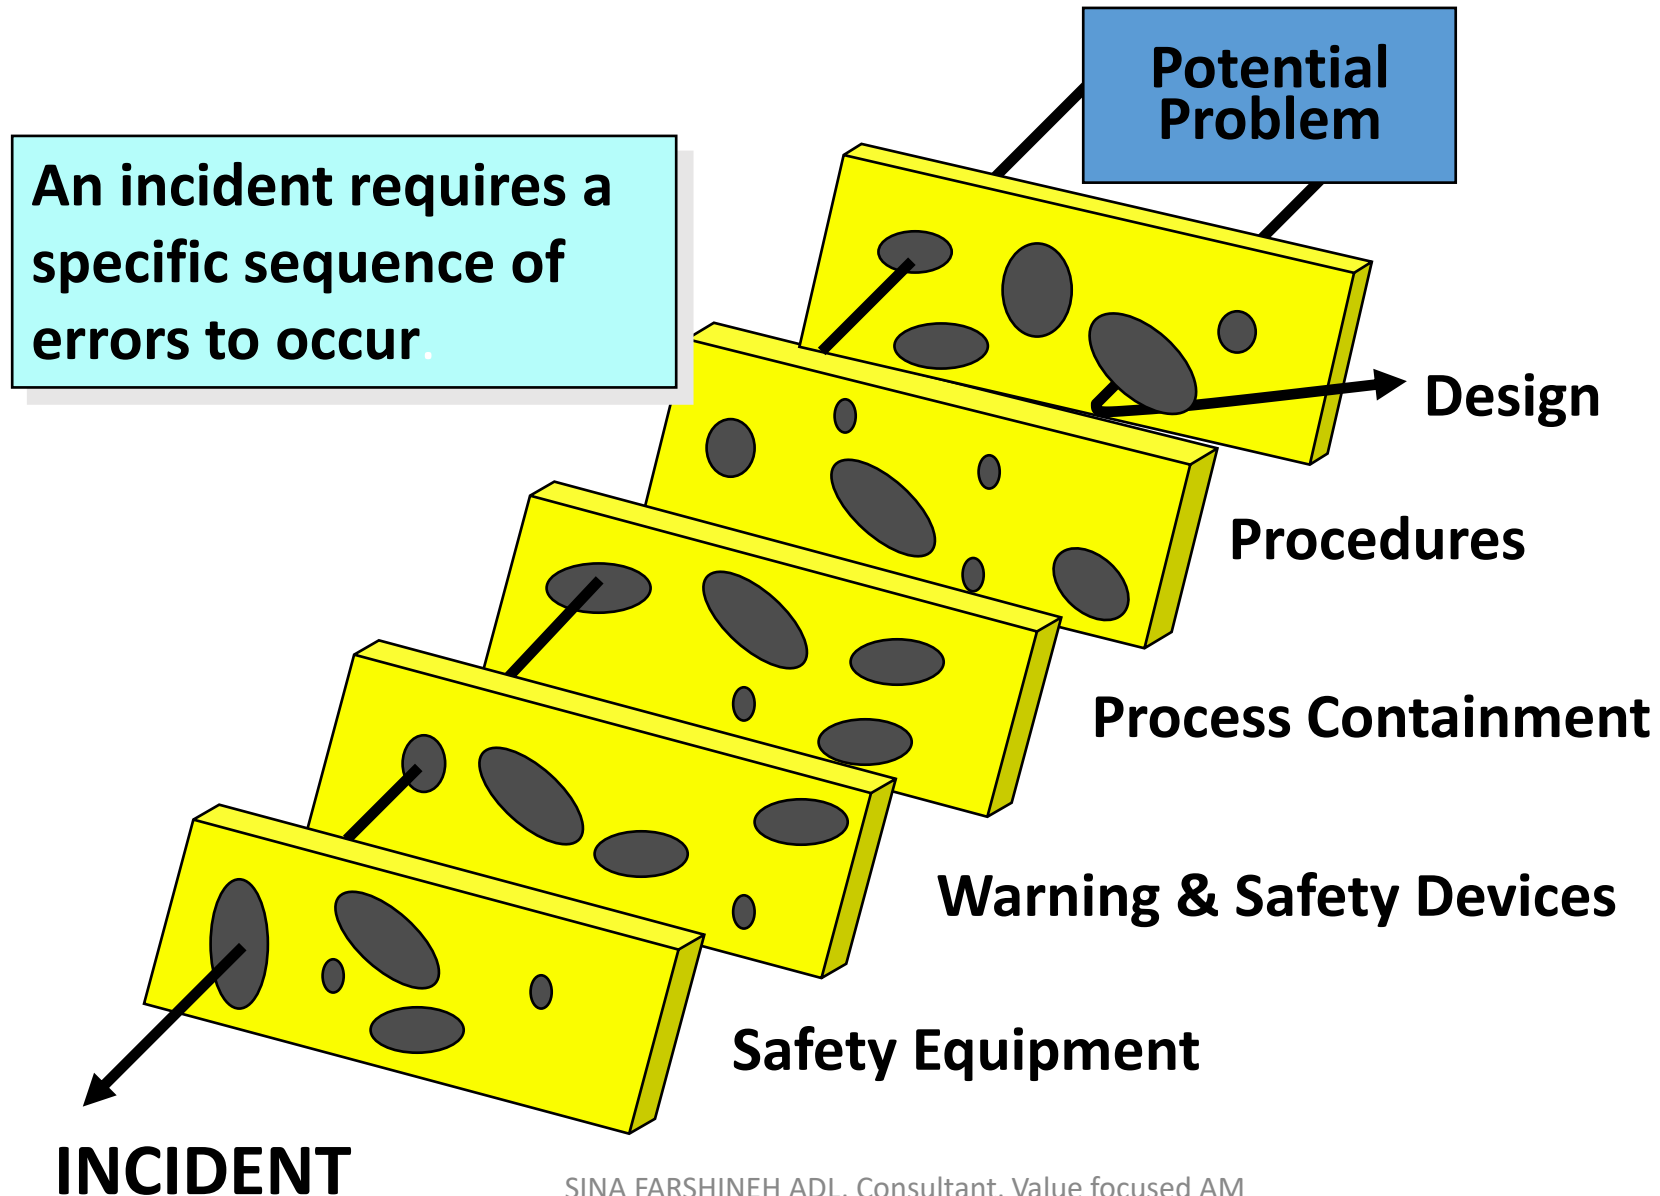 Potential
Problem
An incident requires a
specific sequence of
errors to occur.
Design
Procedures
Process Containment
Warning & Safety Devices
Safety Equipment
INCIDENT
SINA FARSHINEH ADL, Consultant, Value focused AM